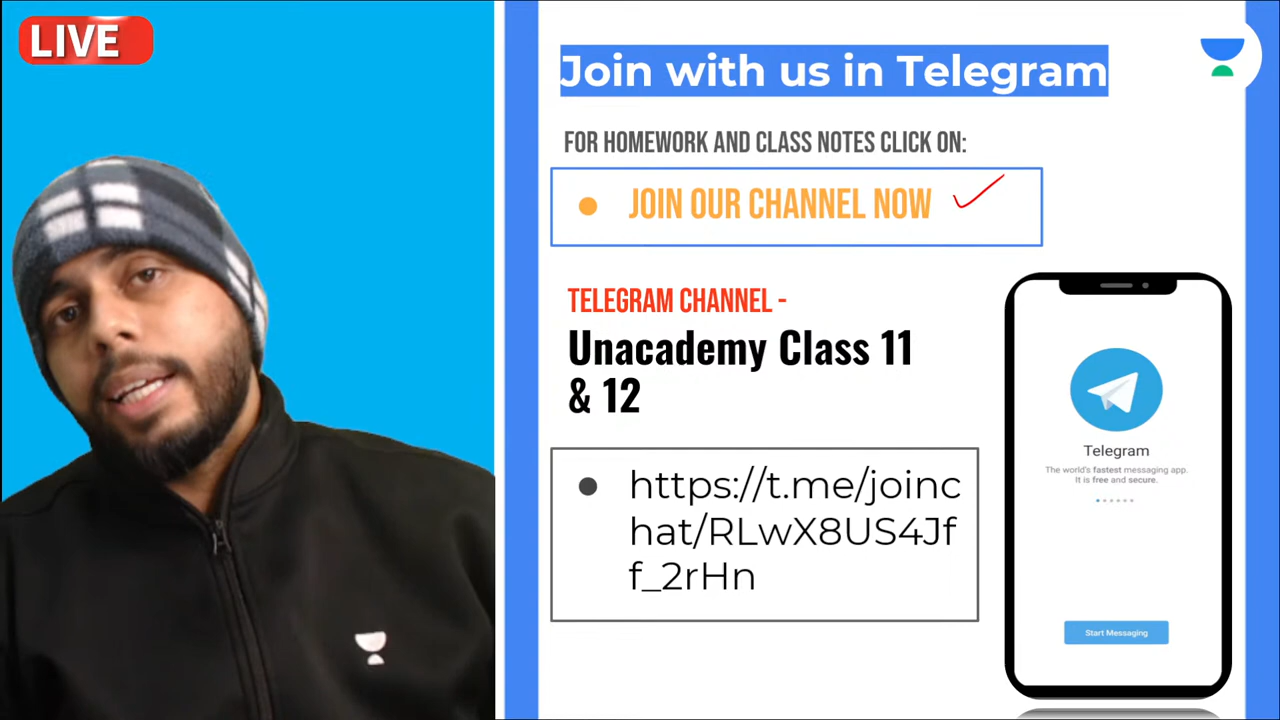 LIVE
Join with us in Telegram
FOR HOMEWORK AND CLASS NOTES CLICK ON:
JOIN OUR CHANNEL NOW
TELEGRAM CHANNEL -
Unacademy Class 11
& 12
https://t.me/joinc
hat/RLwX8US4Jf
f_2rHn
Telegram
The world's fastest messaging app.
It is free and secure.
Start Messaging